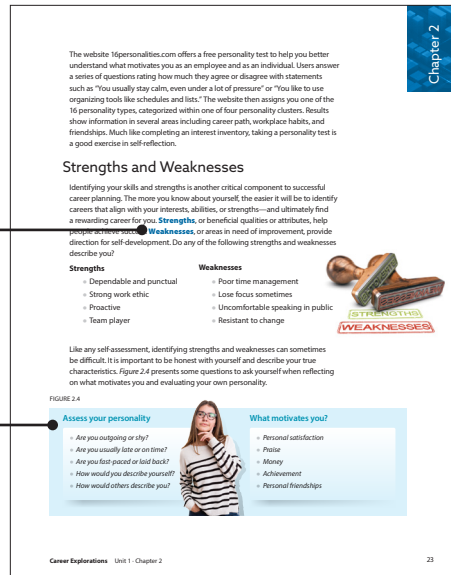 Chapter 2
The website 16personalities.com offers a free personality test to help you better
understand what motivates you as an employee and as an individual. Users answer
a series of questions rating how much they agree or disagree with statements
such as “You usually stay calm, even under a lot of pressure” or “You like to use
organizing tools like schedules and lists.” The website then assigns you one of the
16 personality types, categorized within one of four personality clusters. Results
show information in several areas including career path, workplace habits, and
friendships. Much like completing an interest inventory, taking a personality test is
a good exercise in self-reflection.
Strengths and Weaknesses
Identifying your skills and strengths is another critical component to successful
career planning. The more you know about yourself, the easier it will be to identify
careers that align with your interests, abilities, or strengths—and ultimately find
a rewarding career for you. Strengths, or beneficial qualities or attributes, help
people achieve Weaknesses, or areas in need of improvement, provide
direction for self-development. Do any of the following strengths and weaknesses
describe you?
Strengths
Dependable and punctual
Strong work ethic
Proactive
Team player
Weaknesses
Poor time management
Lose focus sometimes
Uncomfortable speaking in public
Resistant to change
STRENGTHS
WEAKNESSES
Like any self-assessment, identifying strengths and weaknesses can sometimes
be difficult. It is important to be honest with yourself and describe your true
characteristics. Figure 2.4 presents some questions to ask yourself when reflecting
on what motivates you and evaluating your own personality.
FIGURE 2.4
Assess your personality
Are you outgoing or shy?
Are you usually late or on time?
Are you fast-paced or laid back?
How would you describe yourself?
How would others describe you?
What motivates you?
Personal satisfaction
Praise
Money
Achievement
Personal friendships
Career Explorations Unit 1 · Chapter 2
23